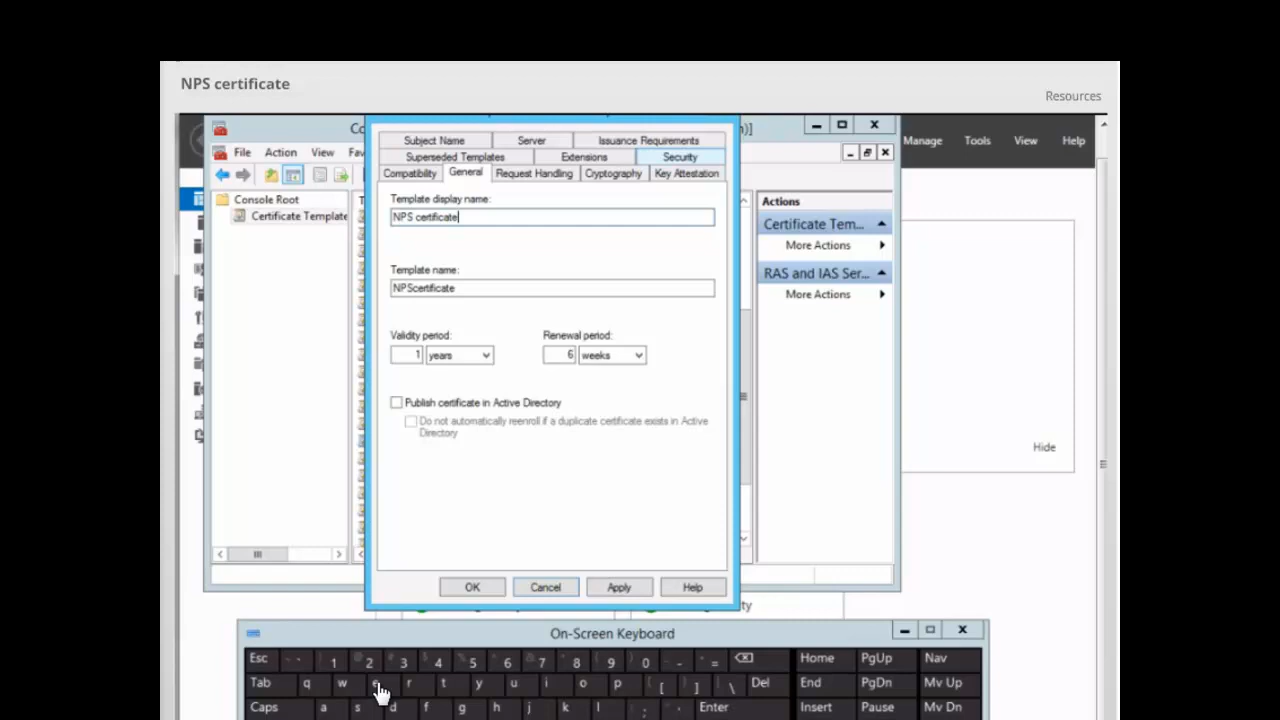 NPS certificate
Resources
Co
Manage
Tools
View
Help
File Action View Fav
Console Root
Certificate Template
Subject Name
Server
Issuance Requirements
Superseded Templates
Extensions
Security
Compatibility
General
Request Handling
Cryptography
Key Attestation
Template display name:
NPS certificate
Template name:
NPScertificate
Validity period:
Renewal period:
1 years
6 weeks
Publish certificate in Active Directory
Do not automatically reenroll if a duplicate certificate exists in Active
Directory
OK
Cancel
Apply
Help
Actions
Certificate Tem...
More Actions
RAS and IAS Ser...
More Actions
Hide
ty
On-Screen Keyboard
Esc 1 2 3 4 5 6 7 8 9 0 - = Home PgUp Nav
Tab q w e r t y u i o p [ ] \ Del End PgDn Mv Up
Caps a s d f g h j k l ; ' Enter Insert Pause Mv Dn